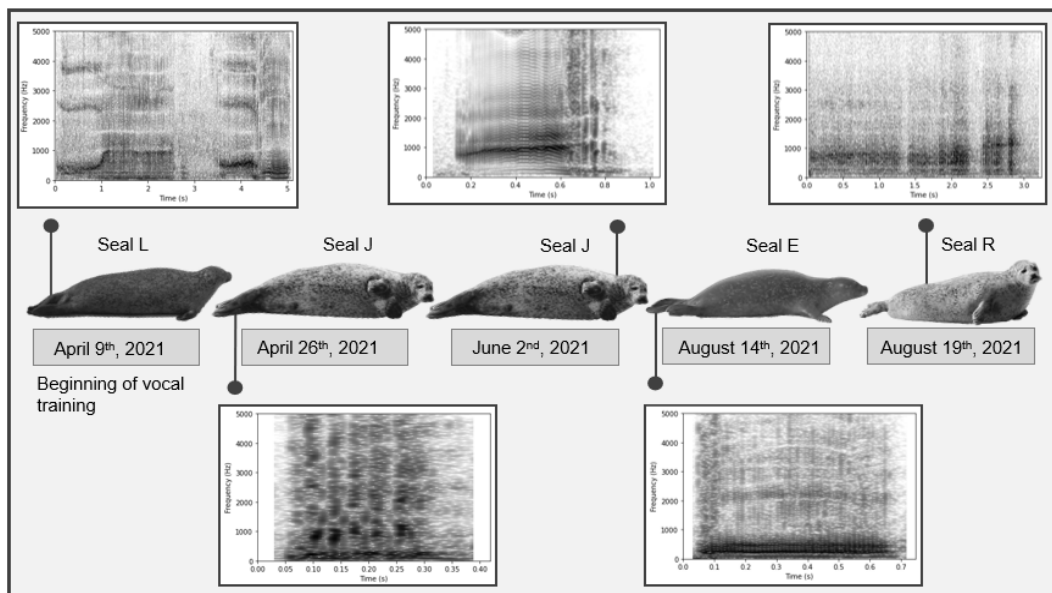 5000
4000
3000
2000
1000
0
Frequency (Hz)
0 1 2 3 4 5
Time (s)
5000
4000
3000
2000
1000
0
Frequency (Hz)
0.0 0.2 0.4 0.6 0.8 1.0
Time (s)
5000
4000
3000
2000
1000
0
Frequency (Hz)
0.0 0.5 1.0 1.5 2.0 2.5 3.0
Time (s)
Seal L
Seal J
Seal J
Seal E
Seal R
April 9th, 2021
April 26th, 2021
June 2nd, 2021
August 14th, 2021
August 19th, 2021
Beginning of vocal
training
5000
4000
3000
2000
1000
0
Frequency (Hz)
0.00 0.05 0.10 0.15 0.20 0.25 0.30 0.35 0.40
Time (s)
5000
4000
3000
2000
1000
0
Frequency (Hz)
0.0 0.1 0.2 0.3 0.4 0.5 0.6 0.7
Time (s)